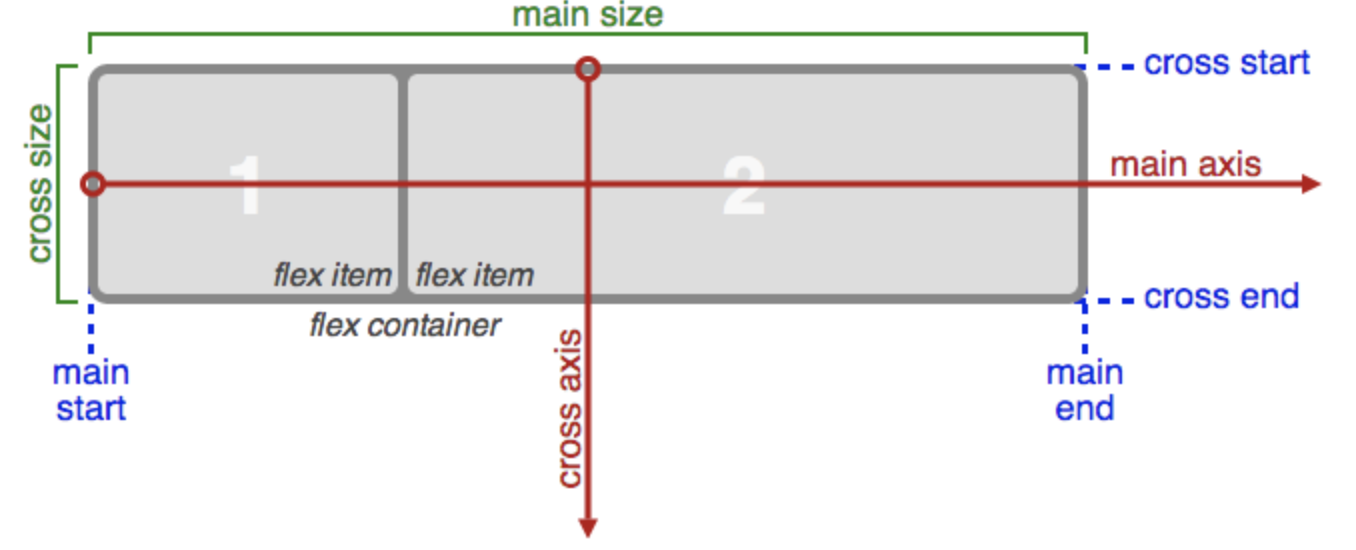 main size
cross start
cross size
main axis
1
2
flex item
flex item
cross end
flex container
cross axis
main
start
main
end